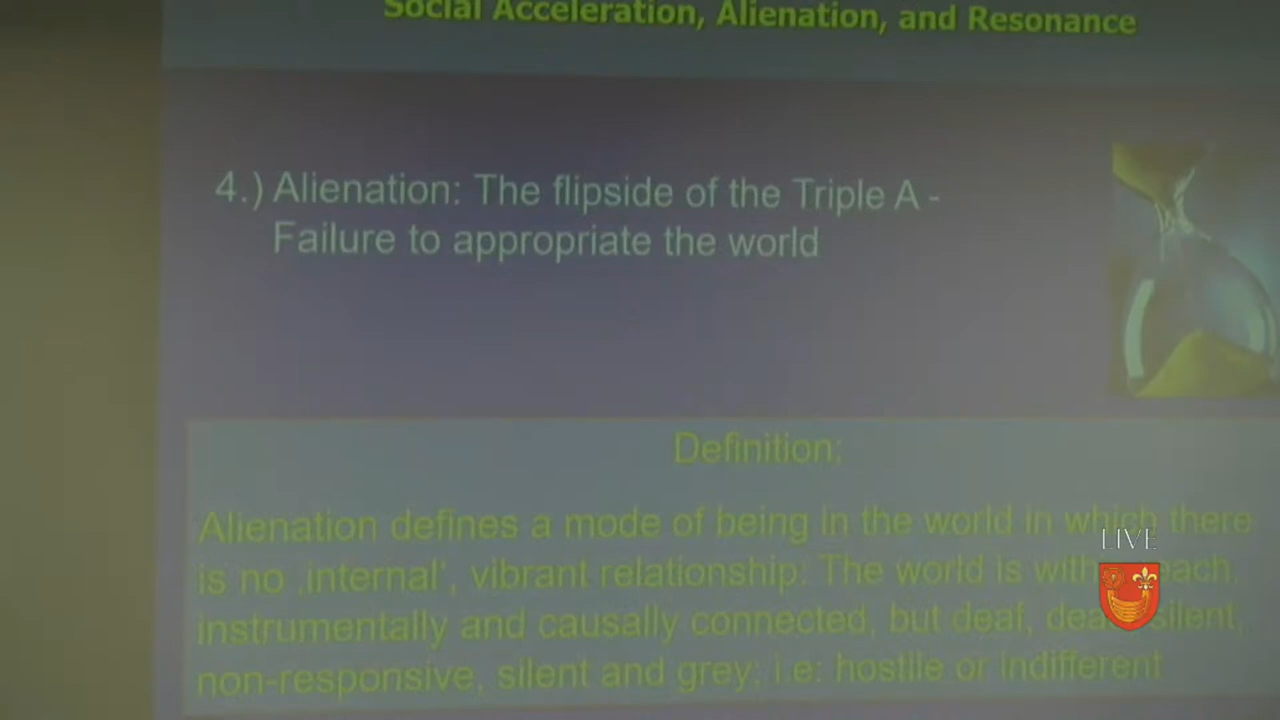 Social Acceleration, Alienation, and Resonance
4.) Alienation: The flipside of the Triple A -
Failure to appropriate the world
Definition:
Alienation defines a mode of being in the world in which there
is no ‚internal', vibrant relationship: The world is
instrumentally and causally connected, but deaf, silent,
non-responsive, silent and grey; i.e: hostile or indifferent
LIVE